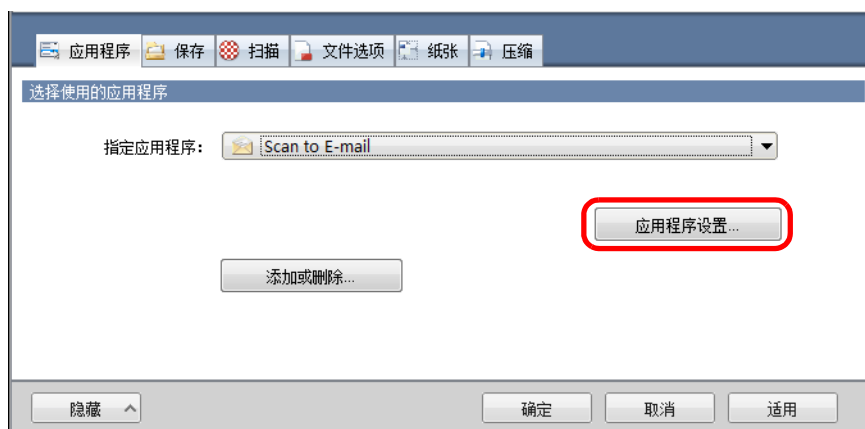 应用程序 保存 扫描 文件选项 纸张 压缩
选择使用的应用程序
指定应用程序： Scan to E-mail
应用程序设置...
添加或删除...
隐藏 确定 取消 适用